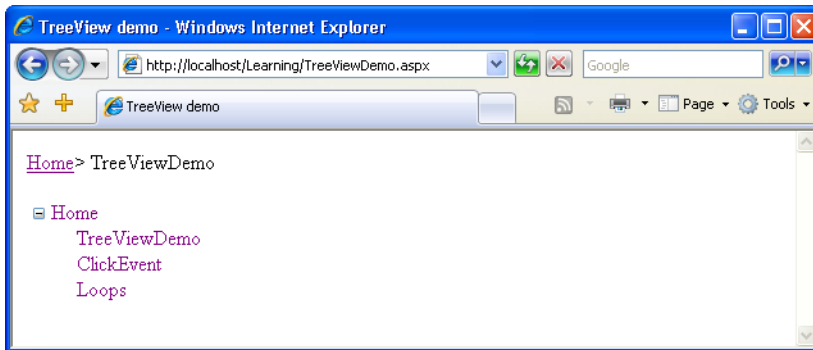 TreeView demo - Windows Internet Explorer
http://localhost/Learning/TreeViewDemo.aspx
Google
TreeView demo
Page
Tools
Home> TreeViewDemo
Home
TreeViewDemo
ClickEvent
Loops